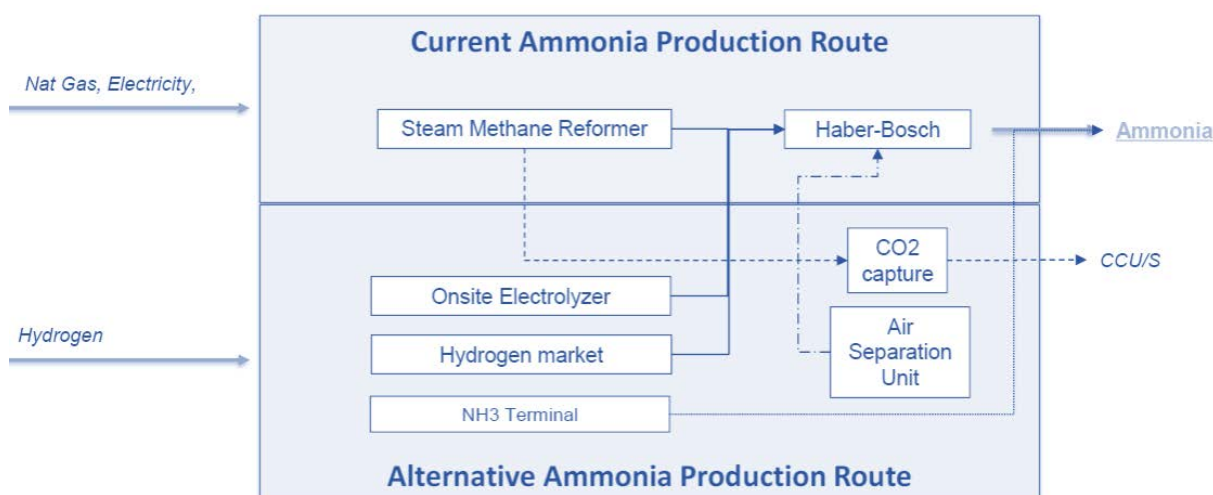 Current Ammonia Production Route
Nat Gas, Electricity,
Steam Methane Reformer
Haber-Bosch
Ammonia
CO2
capture
CCU/S
Onsite Electrolyzer
Hydrogen
Hydrogen market
Air
Separation
Unit
NH3 Terminal
Alternative Ammonia Production Route